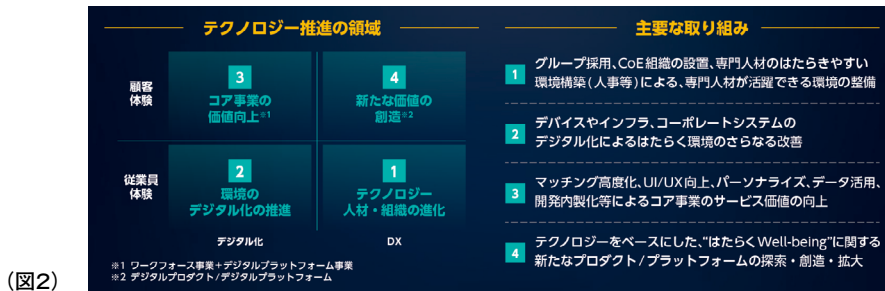 テクノロジー推進の領域
顧客
体験
3
コア事業の
価値向上※1
4
新たな価値の
創造※2
従業員
体験
2
環境の
デジタル化の推進
1
テクノロジー
人材・組織の進化
デジタル化
DX
※1 ワークフォース事業+デジタルプラットフォーム事業
※2 デジタルプロダクト/デジタルプラットフォーム
主要な取り組み
1
グループ採用、CoE組織の設置、専門人材のはたらきやすい
環境構築(人事等)による、専門人材が活躍できる環境の整備
2
デバイスやインフラ、コーポレートシステムの
デジタル化によるはたらく環境のさらなる改善
3
マッチング高度化、UI/UX向上、パーソナライズ、データ活用、
開発内製化等によるコア事業のサービス価値の向上
4
テクノロジーをベースにした、“はたらくWell-being”に関する
新たなプロダクト/プラットフォームの探索・創造・拡大
(図2)